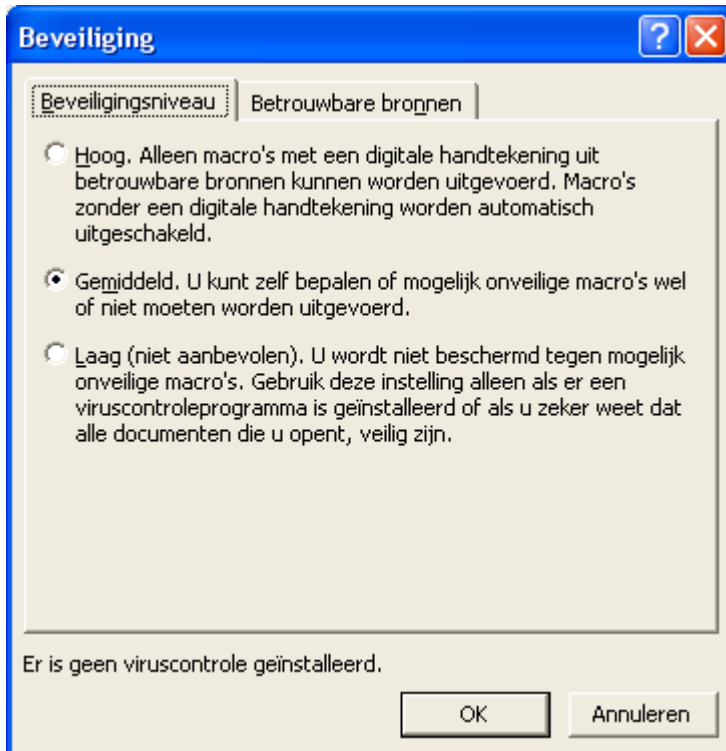 Beveiliging
Beveiligingsniveau
Betrouwbare bronnen
Hoog. Alleen macro's met een digitale handtekening uit
betrouwbare bronnen kunnen worden uitgevoerd. Macro's
zonder een digitale handtekening worden automatisch
uitgeschakeld.
Gemiddeld. U kunt zelf bepalen of mogelijk onveilige macro's wel
of niet moeten worden uitgevoerd.
Laag (niet aanbevolen). U wordt niet beschermd tegen mogelijk
onveilige macro's. Gebruik deze instelling alleen als er een
viruscontroleprogramma is geïnstalleerd of als u zeker weet dat
alle documenten die u opent, veilig zijn.
Er is geen viruscontrole geïnstalleerd.
OK
Annuleren